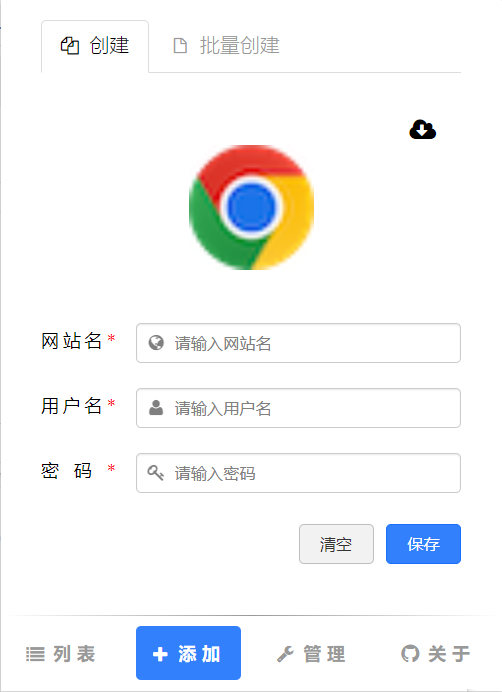 创建 批量创建
网站名* 请输入网站名
用户名* 请输入用户名
密 码 * 请输入密码
清空 保存
列表 添加 管理 关于